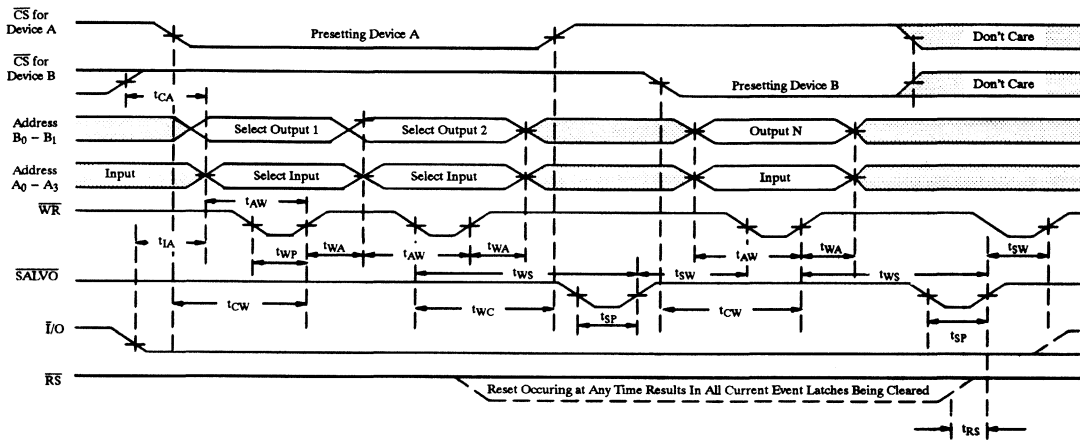 CS for
Device A
Presetting Device A
Don't Care
CS for
Device B
Presetting Device B
Don't Care
tCA
Address
B0 – B1
Select Output 1
Select Output 2
Output N
Address
A0 – A3
Input
Select Input
Select Input
Input
tAW
WR
tIA
tWP
tWA
tAW
tWA
tAW
tWA
tSW
tWS
tSW
tWS
SALVO
tCW
tWC
tSP
tCW
tSP
I/O
RS
Reset Occuring at Any Time Results In All Current Event Latches Being Cleared
tRS